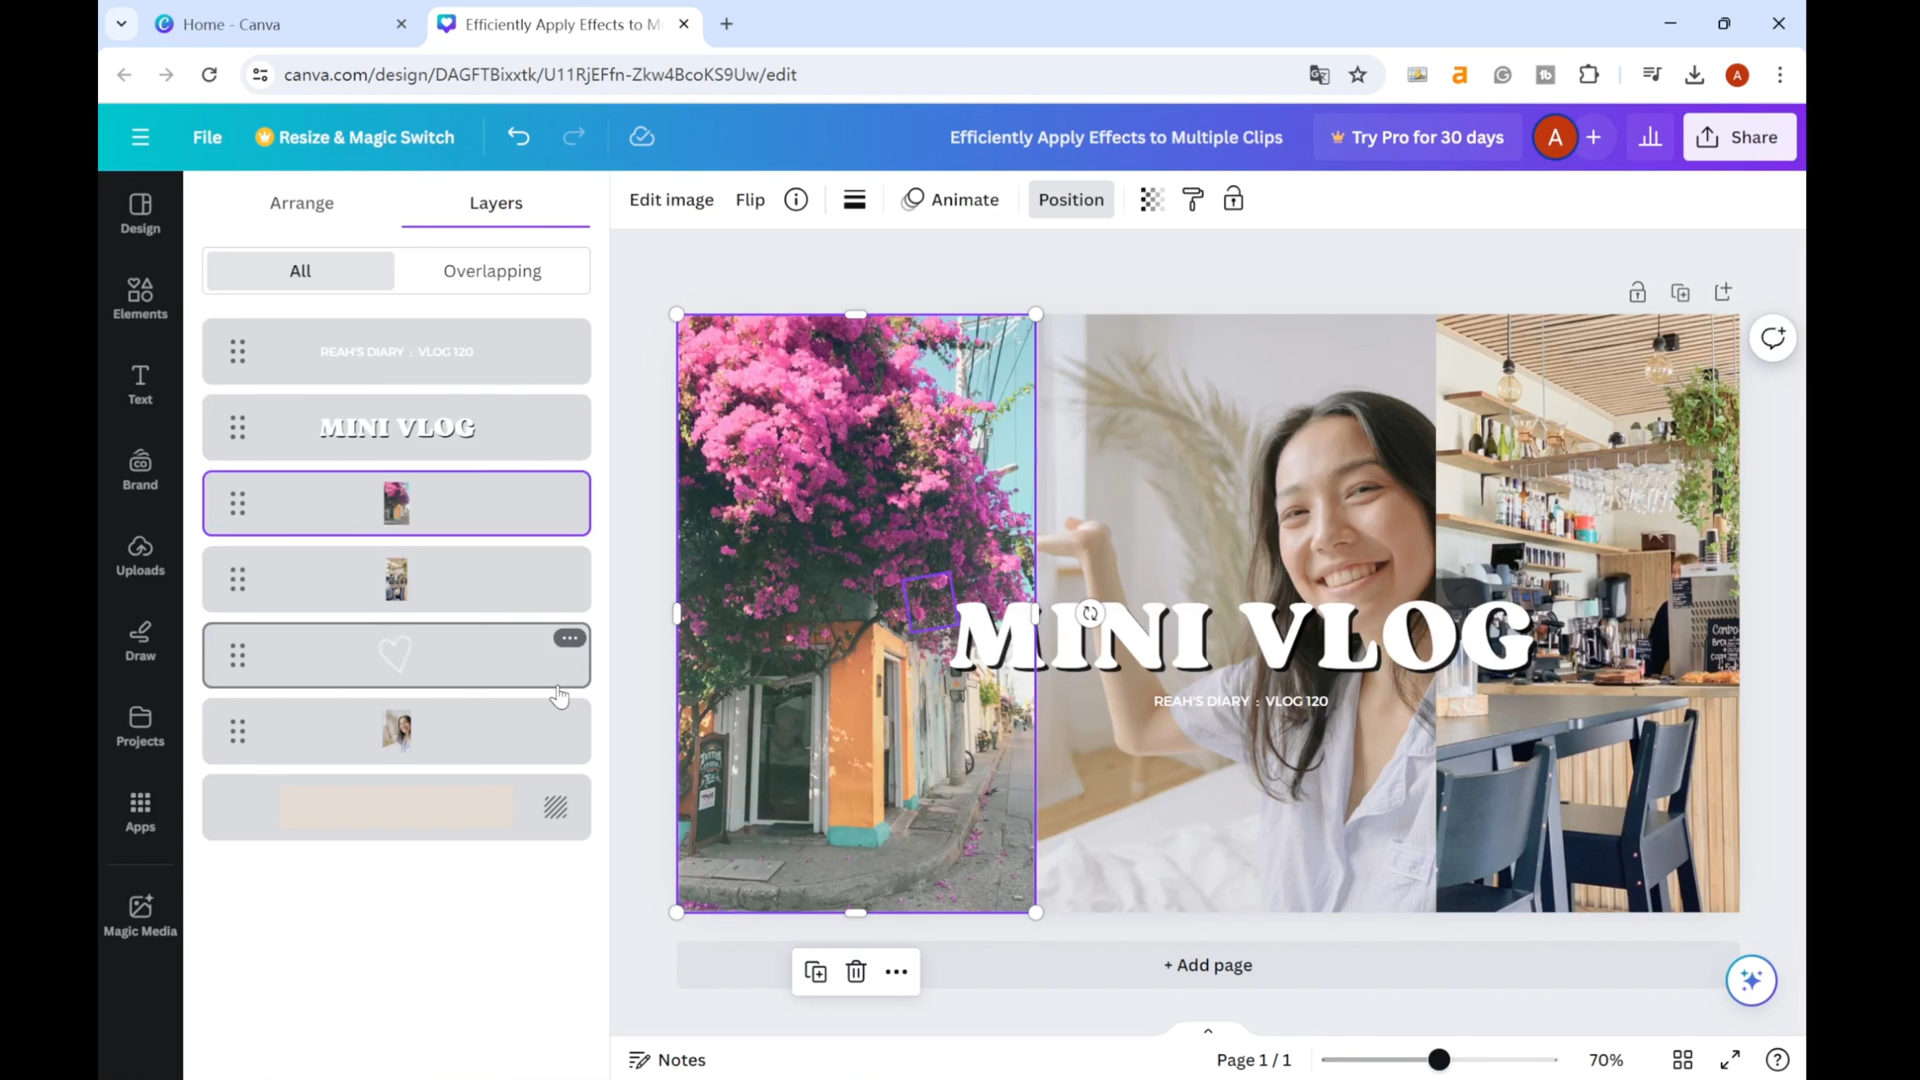 Home - Canva
Efficiently Apply Effects to M
canva.com/design/DAGFTBixxtk/U11RjEFfn-Zkw4BcoKS9Uw/edit
A
File
Resize & Magic Switch
Efficiently Apply Effects to Multiple Clips
Try Pro for 30 days
A
Share
Design
Elements
Text
Brand
Uploads
Draw
Projects
Apps
Magic Media
Arrange
Layers
All
Overlapping
REAH'S DIARY : VLOG 120
MINI VLOG
Edit image
Flip
Animate
Position
MINI VLOG
REAH'S DIARY : VLOG 120
+ Add page
Notes
Page 1 / 1
70%